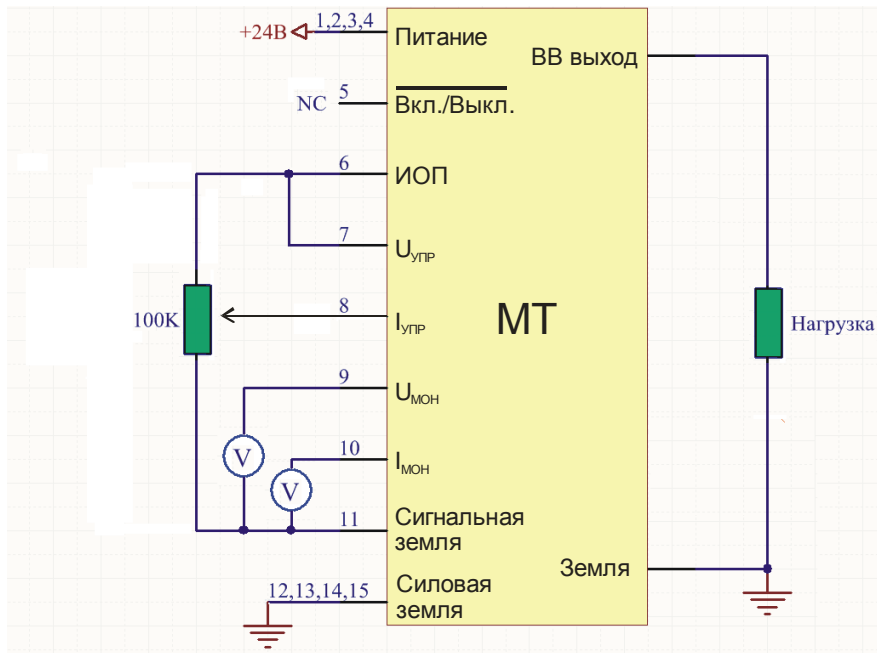 1,2,3,4
+24В
Питание
ВВ выход
5
NC
Вкл./Выкл.
6
ИОП
7
UУПР
8
100K
IУПР
МТ
Нагрузка
9
UМОН
V
10
IМОН
V
11
Сигнальная
земля
Земля
12,13,14,15
Силовая
земля